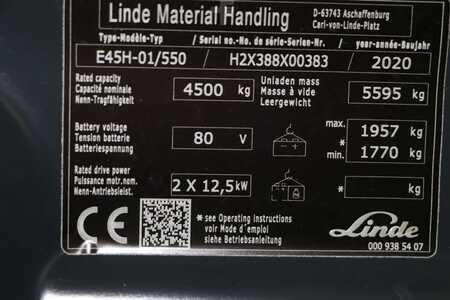 Linde Material Handling D-63743 Aschaffenburg
Carl-von-Linde-Platz
Type-Modèle-Typ / Serial no.-No. de série-Serien-Nr. / year-année-Baujahr
E45H-01/550 / H2X388X00383 / 2020
Rated capacity
Capacité nominale
Nenn-Tragfähigkeit
4500 kg
Unladen mass
Masse à vide
Leergewicht
5595 kg
Battery voltage
Tension batterie
Batteriespannung
80 V
- +
max. 1957 kg
*
min. 1770 kg
Rated drive power
Puissance motr.nom.
Nenn-Antriebsleist.
2 X 12,5 kW
* kg
CE
* see Operating instructions
voir Mode d'emploi
siehe Betriebsanleitung
Linde
000 938 54 07